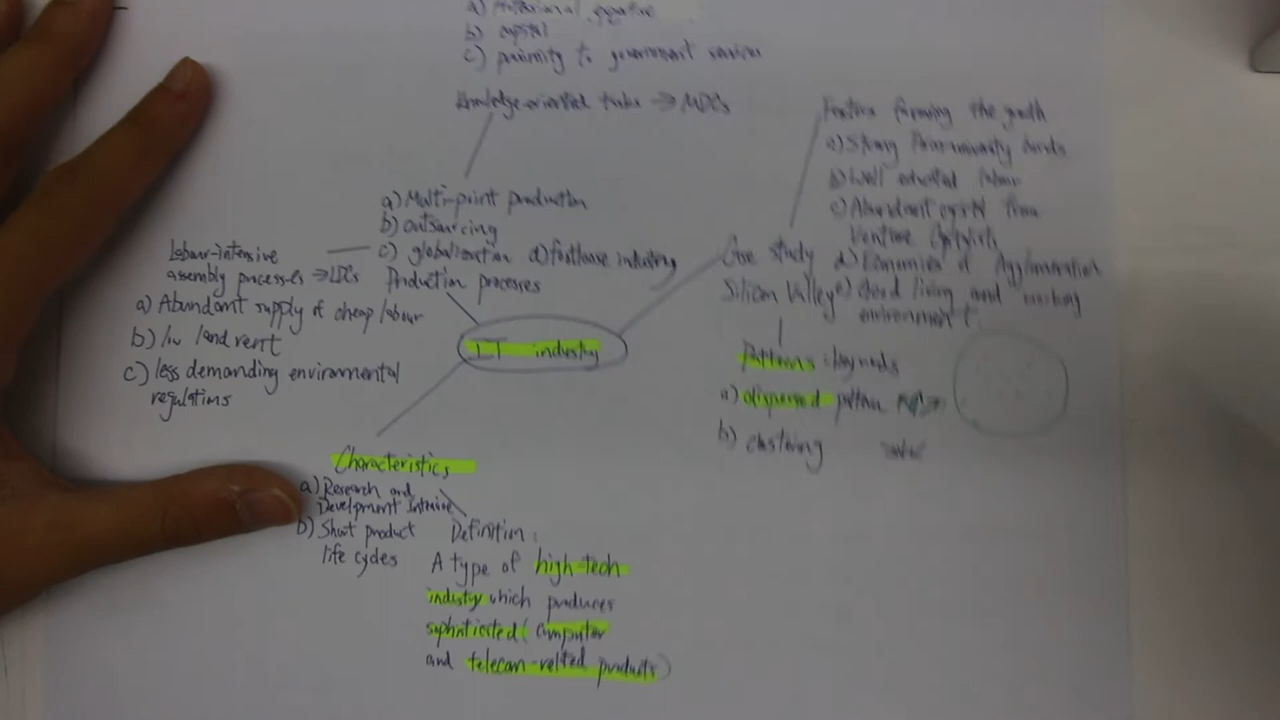 b) capital
c) proximity to government services
Knowledge-oriented tasks ⇒ MDCs
a) Multi-point production
b) outsourcing
c) globalisation d) footloose industry
Production processes
Labour-intensive
assembly processes ⇒ LDCs
a) Abundant supply of cheap labour
b) low land rent
c) less demanding environmental
regulations
IT industry
Characteristics
a) Research and
Development Intensive
b) Short product
life cycles
Definition:
A type of high-tech
industry which produces
sophisticated (computer
and telecom-related products)
Factors the growth
a) Strong
b) Well educated labour
c) Abundant capital from
Venture
d) Economies of Agglomeration
e) Good living and working
environment
Case study
Silicon Valley
Patterns
a) dispersed pattern
b) clustering